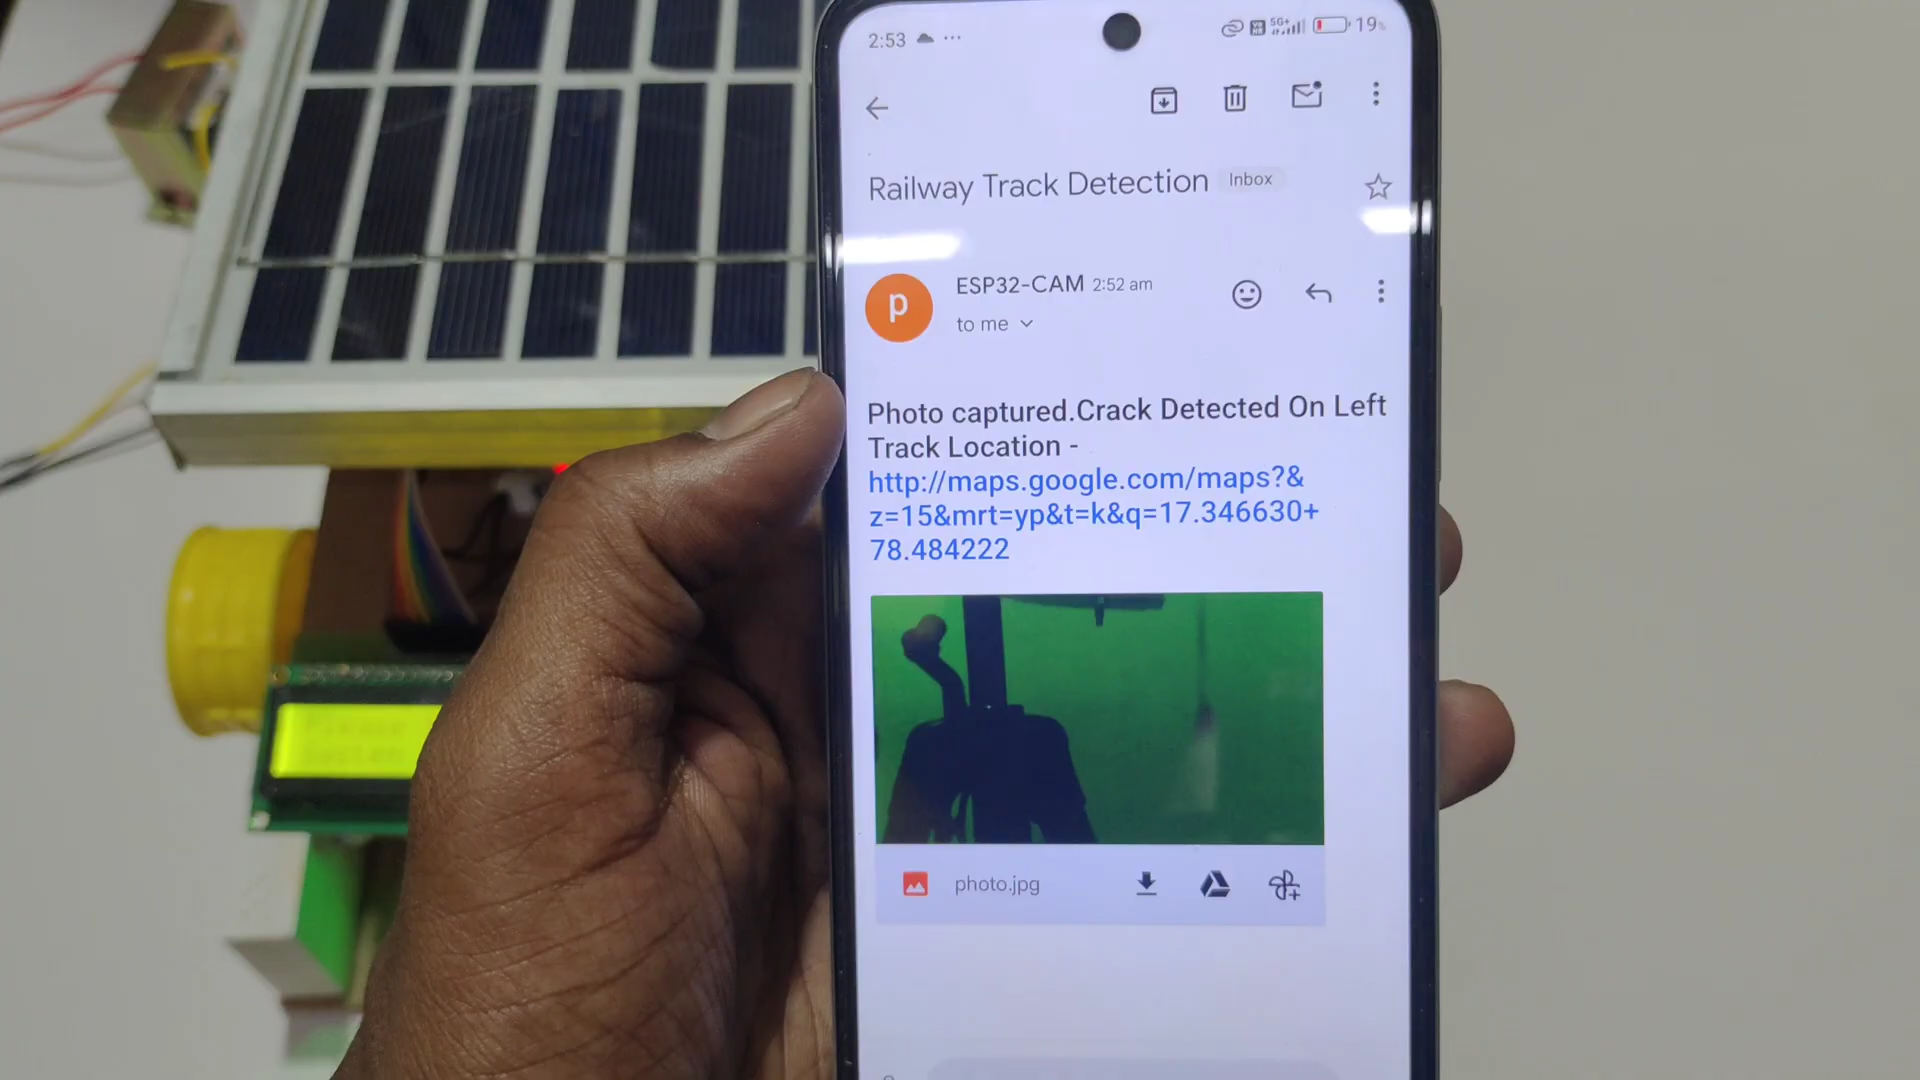 2:53 ... 5G+ 19%
Railway Track Detection Inbox
p
ESP32-CAM 2:52 am
to me
Photo captured.Crack Detected On Left
Track Location -
http://maps.google.com/maps?&
z=15&mrt=yp&t=k&q=17.346630+
78.484222
photo.jpg